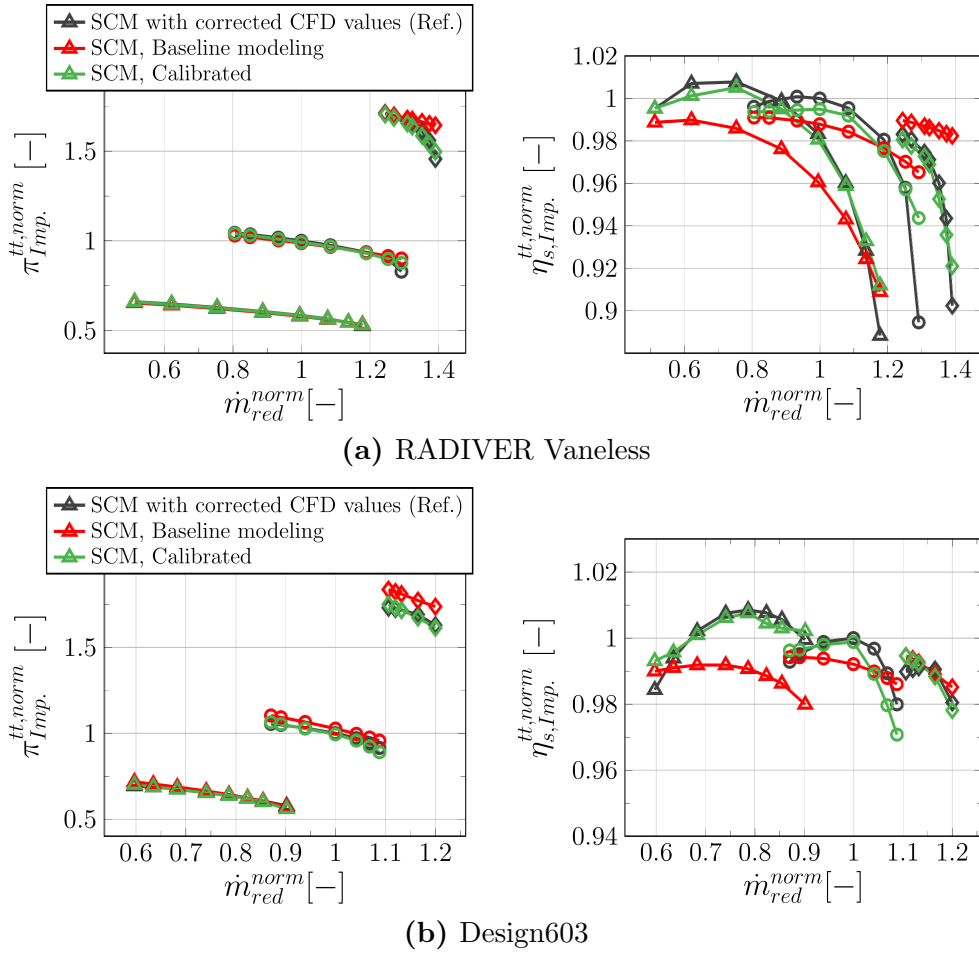 SCM with corrected CFD values (Ref.)
SCM, Baseline modeling
SCM, Calibrated
1.5
1
0.5
π^{tt,norm}_{Imp.} [−]
0.6 0.8 1 1.2 1.4
ṁ^{norm}_{red} [−]
1.02
1
0.98
0.96
0.94
0.92
0.9
η^{tt,norm}_{s,Imp.} [−]
0.6 0.8 1 1.2 1.4
ṁ^{norm}_{red} [−]
(a) RADIVER Vaneless
SCM with corrected CFD values (Ref.)
SCM, Baseline modeling
SCM, Calibrated
1.5
1
0.5
π^{tt,norm}_{Imp.} [−]
0.6 0.7 0.8 0.9 1 1.1 1.2
ṁ^{norm}_{red} [−]
1.02
1
0.98
0.96
0.94
η^{tt,norm}_{s,Imp.} [−]
0.6 0.7 0.8 0.9 1 1.1 1.2
ṁ^{norm}_{red} [−]
(b) Design603